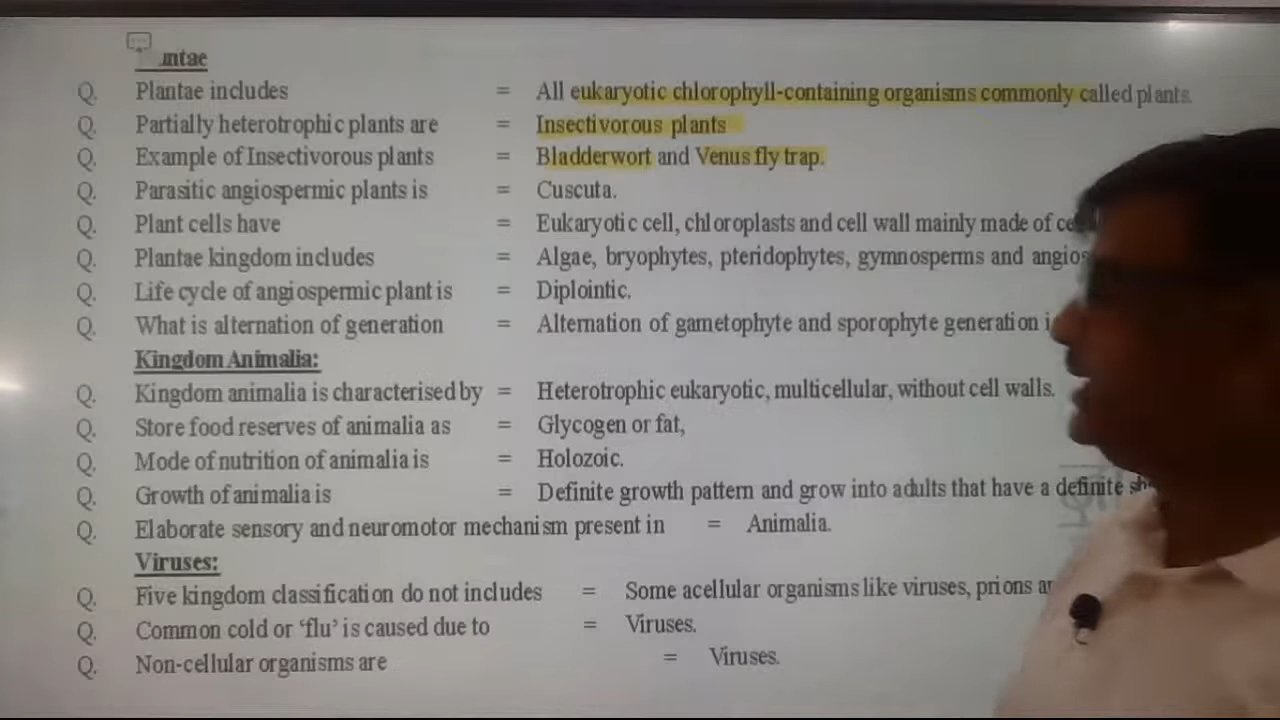 mtae
Q. Plantae includes = All eukaryotic chlorophyll-containing organisms commonly called plants.
Q. Partially heterotrophic plants are = Insectivorous plants
Q. Example of Insectivorous plants = Bladderwort and Venus fly trap.
Q. Parasitic angiospermic plants is = Cuscuta.
Q. Plant cells have = Eukaryotic cell, chloroplasts and cell wall mainly made of ce
Q. Plantae kingdom includes = Algae, bryophytes, pteridophytes, gymnosperms and angios
Q. Life cycle of angiospermic plant is = Diplointic.
Q. What is alternation of generation = Alternation of gametophyte and sporophyte generation i
Kingdom Animalia:
Q. Kingdom animalia is characterised by = Heterotrophic eukaryotic, multicellular, without cell walls.
Q. Store food reserves of animalia as = Glycogen or fat,
Q. Mode of nutrition of animalia is = Holozoic.
Q. Growth of animalia is = Definite growth pattern and grow into adults that have a definite sh
Q. Elaborate sensory and neuromotor mechanism present in = Animalia.
Viruses:
Q. Five kingdom classification do not includes = Some acellular organisms like viruses, prions
Q. Common cold or ‘flu’ is caused due to = Viruses.
Q. Non-cellular organisms are = Viruses.